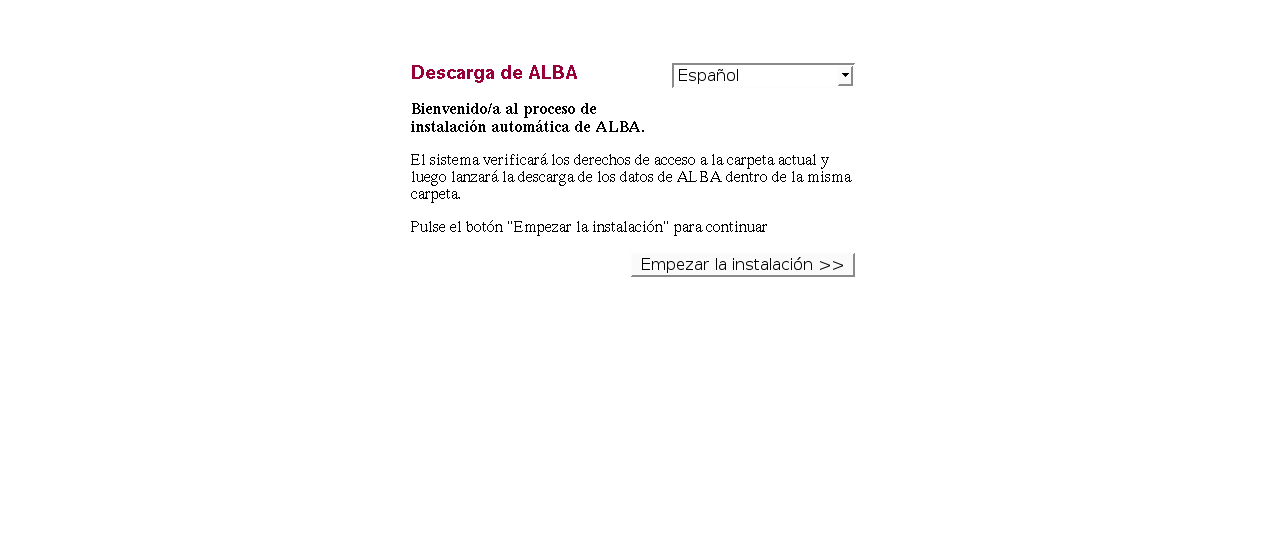 Descarga de ALBA
Español
Bienvenido/a al proceso de
instalación automática de ALBA.
El sistema verificará los derechos de acceso a la carpeta actual y
luego lanzará la descarga de los datos de ALBA dentro de la misma
carpeta.
Pulse el botón "Empezar la instalación" para continuar
Empezar la instalación >>